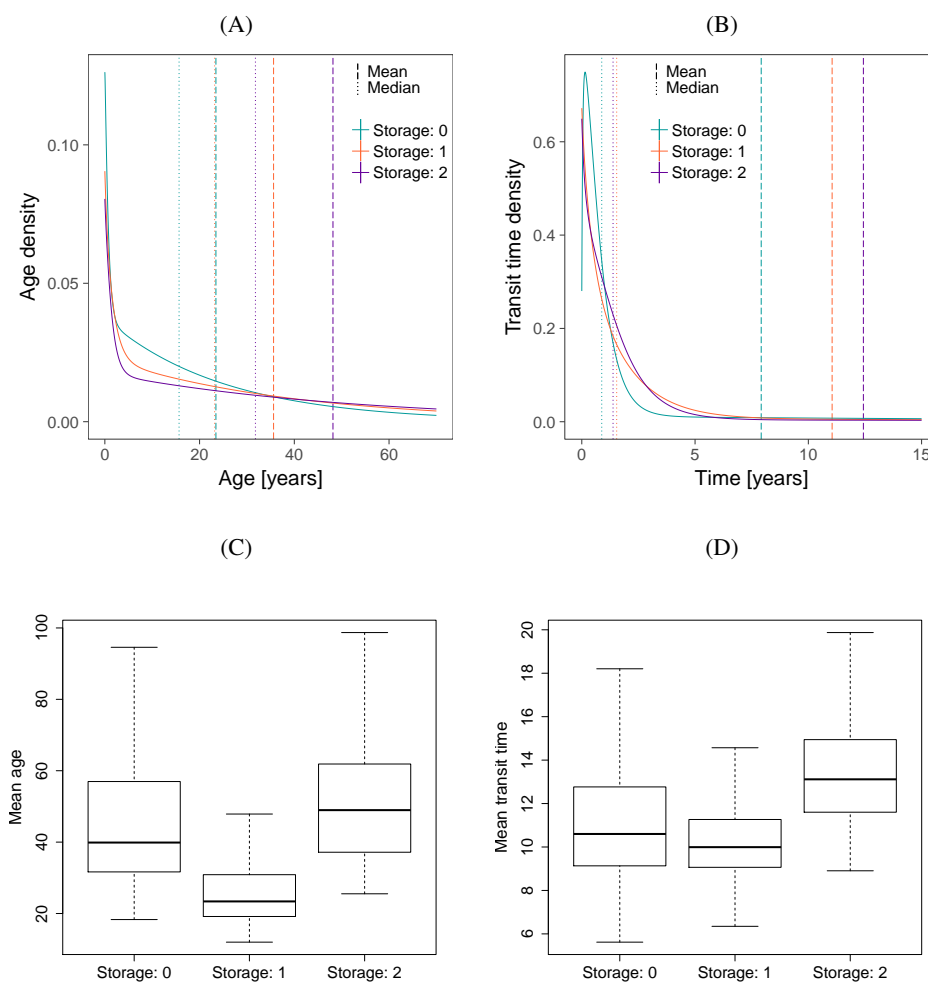 (A)
Age density
0.10
0.05
0.00
0
20
40
60
Age [years]
Mean
Median
Storage: 0
Storage: 1
Storage: 2
(B)
Transit time density
0.6
0.4
0.2
0.0
0
5
10
15
Time [years]
Mean
Median
Storage: 0
Storage: 1
Storage: 2
(C)
Mean age
100
80
60
40
20
Storage: 0
Storage: 1
Storage: 2
(D)
Mean transit time
20
18
16
14
12
10
8
6
Storage: 0
Storage: 1
Storage: 2